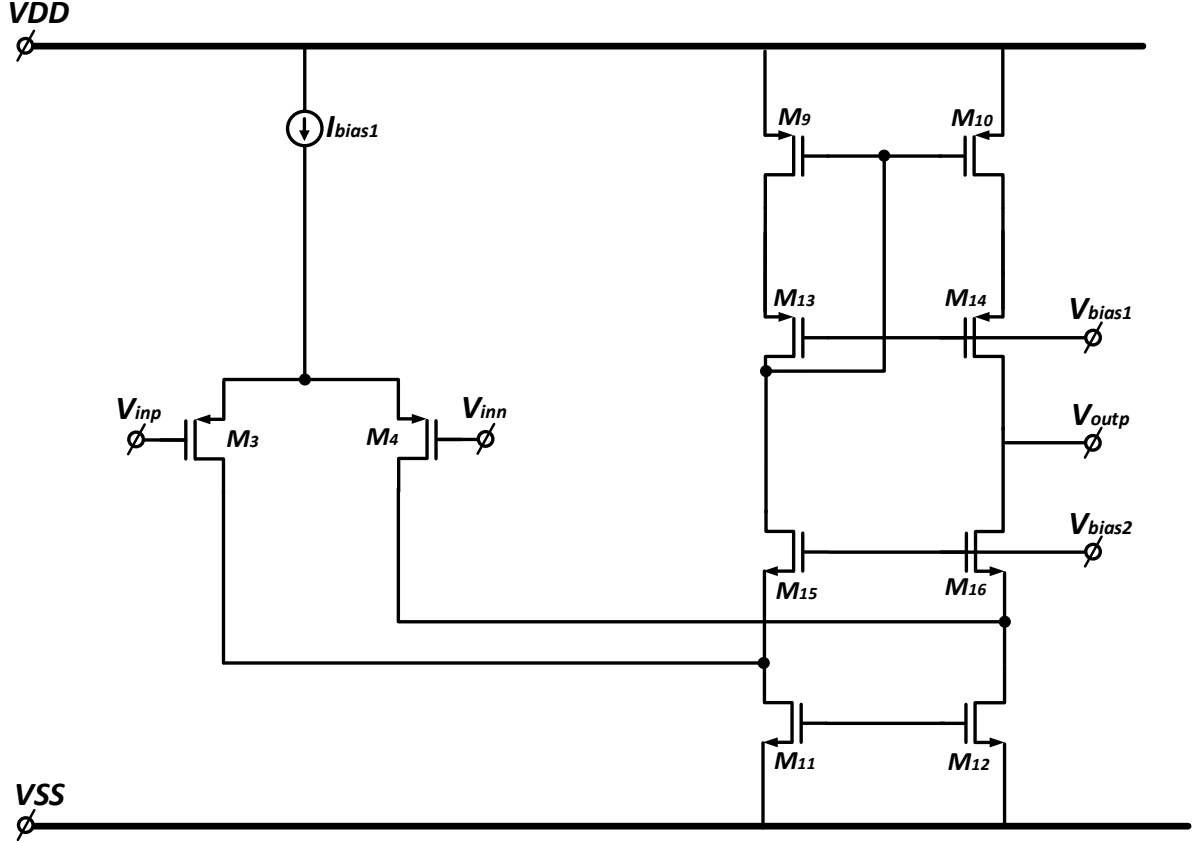 VDD
Ibias1
M9
M10
M13
M14
Vbias1
Vinp
M3
M4
Vinn
Voutp
Vbias2
M15
M16
M11
M12
VSS